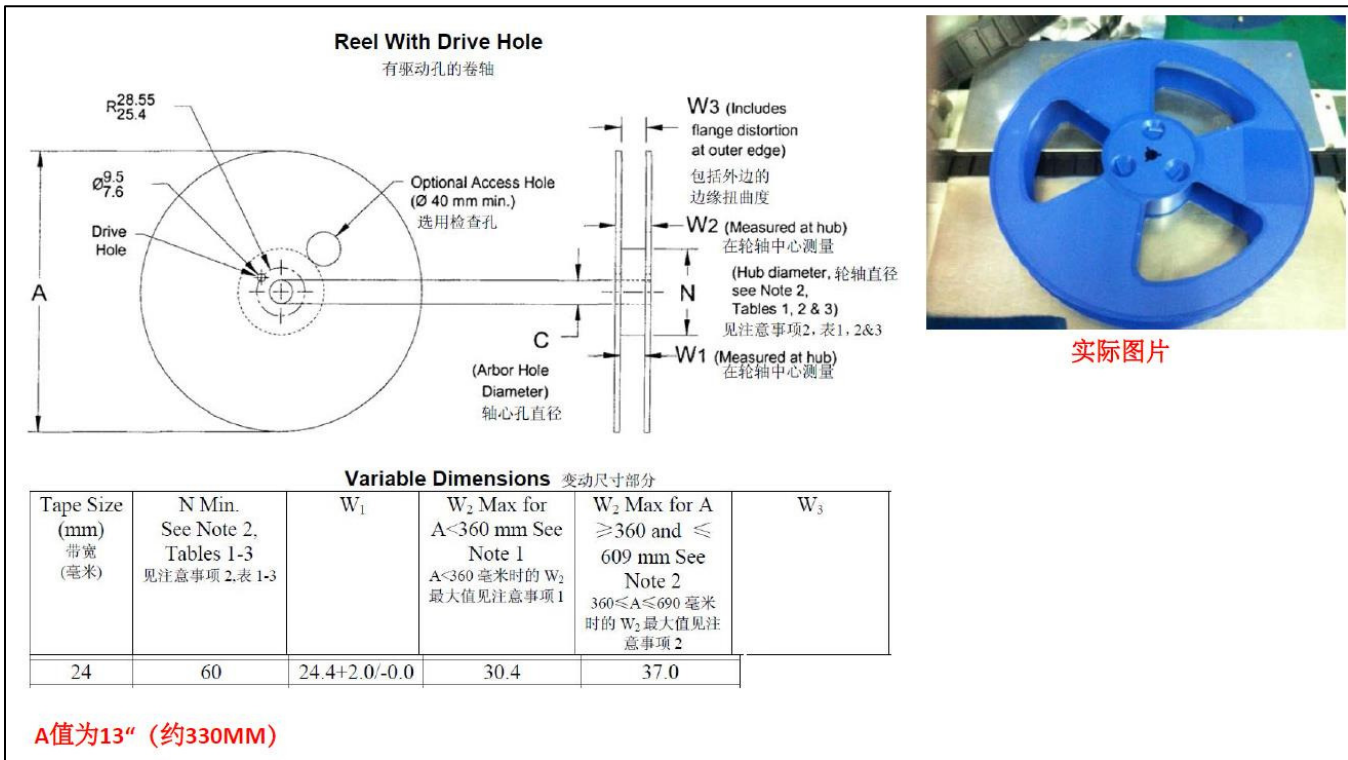 Reel With Drive Hole
有驱动孔的卷轴
R28.55
25.4
Ø9.5
7.6
Drive
Hole
A
Optional Access Hole
(Ø 40 mm min.)
选用检查孔
C
(Arbor Hole
Diameter)
轴心孔直径
W3 (Includes
flange distortion
at outer edge)
包括外边的
边缘扭曲度
W2 (Measured at hub)
在轮轴中心测量
N
(Hub diameter, 轮轴直径
see Note 2,
Tables 1, 2 & 3)
见注意事项2, 表1, 2&3
W1 (Measured at hub)
在轮轴中心测量
实际图片
Variable Dimensions 变动尺寸部分
Tape Size
(mm)
带宽
(毫米)
N Min.
See Note 2,
Tables 1-3
见注意事项 2,表 1-3
W₁
W₂ Max for
A<360 mm See
Note 1
A<360 毫米时的 W₂
最大值见注意事项 1
W₂ Max for A
≥360 and ≤
609 mm See
Note 2
360≤A≤690 毫米
时的 W₂ 最大值见注
意事项 2
W₃
24 60 24.4+2.0/-0.0 30.4 37.0
A值为13“（约330MM）